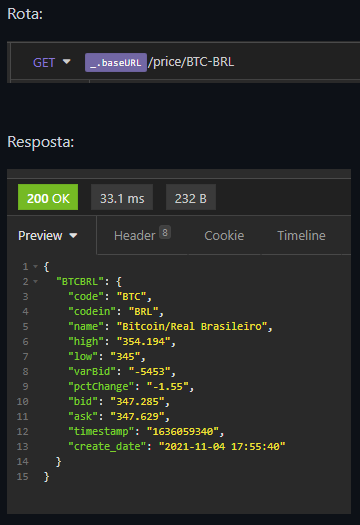 Rota:
GET _.baseURL /price/BTC-BRL
Resposta:
200 OK 33.1 ms 232 B
Preview Header 8 Cookie Timeline
1 {
2 "BTCBRL": {
3 "code": "BTC",
4 "codein": "BRL",
5 "name": "Bitcoin/Real Brasileiro",
6 "high": "354.194",
7 "low": "345",
8 "varBid": "-5453",
9 "pctChange": "-1.55",
10 "bid": "347.285",
11 "ask": "347.629",
12 "timestamp": "1636059340",
13 "create_date": "2021-11-04 17:55:40"
14 }
15 }